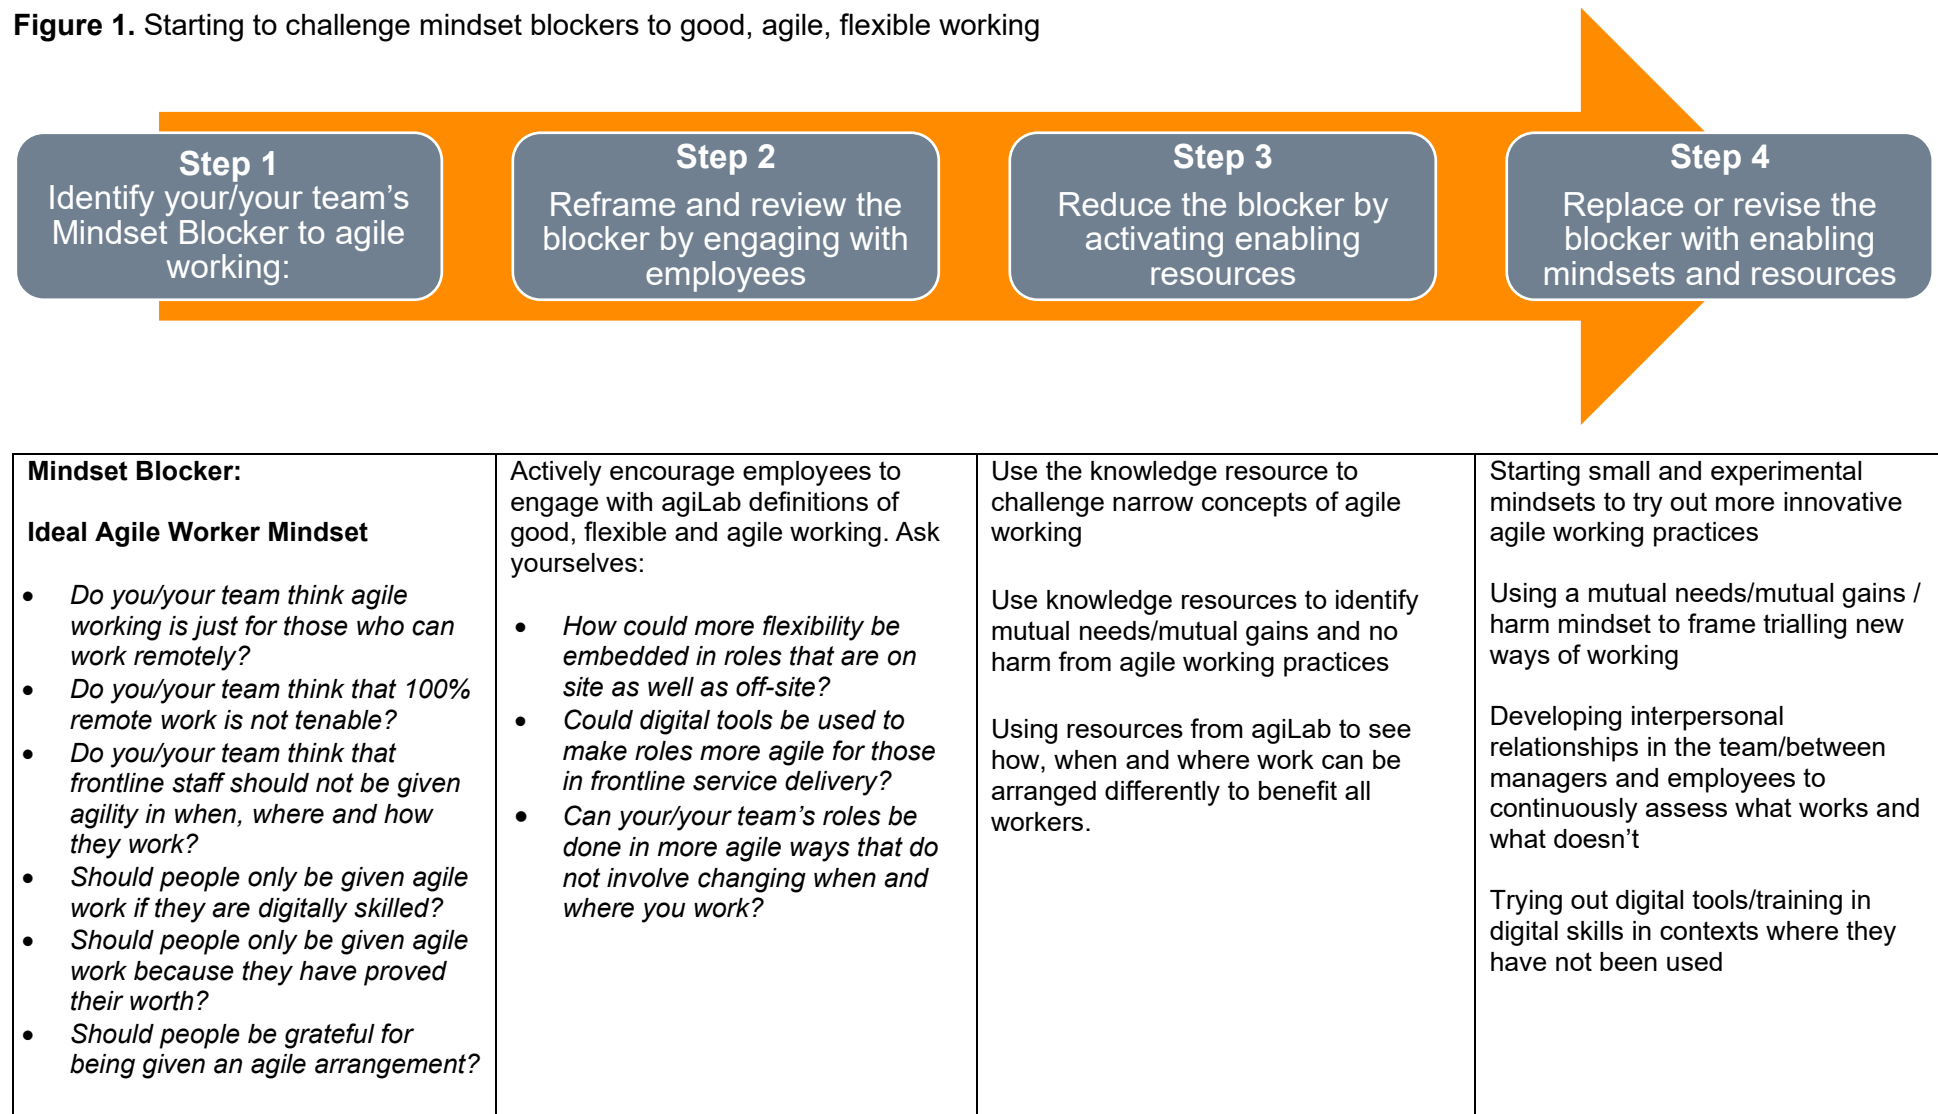 Figure 1. Starting to challenge mindset blockers to good, agile, flexible working
Step 1
Identify your/your team’s
Mindset Blocker to agile
working:
Step 2
Reframe and review the
blocker by engaging with
employees
Step 3
Reduce the blocker by
activating enabling
resources
Step 4
Replace or revise the
blocker with enabling
mindsets and resources
Mindset Blocker:
Ideal Agile Worker Mindset
• Do you/your team think agile
working is just for those who can
work remotely?
• Do you/your team think that 100%
remote work is not tenable?
• Do you/your team think that
frontline staff should not be given
agility in when, where and how
they work?
• Should people only be given agile
work if they are digitally skilled?
• Should people only be given agile
work because they have proved
their worth?
• Should people be grateful for
being given an agile arrangement?
Actively encourage employees to
engage with agiLab definitions of
good, flexible and agile working. Ask
yourselves:
• How could more flexibility be
embedded in roles that are on
site as well as off-site?
• Could digital tools be used to
make roles more agile for those
in frontline service delivery?
• Can your/your team’s roles be
done in more agile ways that do
not involve changing when and
where you work?
Use the knowledge resource to
challenge narrow concepts of agile
working
Use knowledge resources to identify
mutual needs/mutual gains and no
harm from agile working practices
Using resources from agiLab to see
how, when and where work can be
arranged differently to benefit all
workers.
Starting small and experimental
mindsets to try out more innovative
agile working practices
Using a mutual needs/mutual gains /
harm mindset to frame trialling new
ways of working
Developing interpersonal
relationships in the team/between
managers and employees to
continuously assess what works and
what doesn’t
Trying out digital tools/training in
digital skills in contexts where they
have not been used